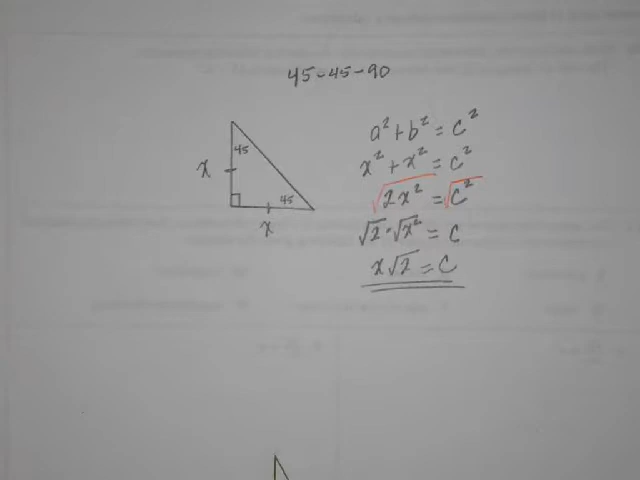 45-45-90
45
x
45
x
a² + b² = c²
x² + x² = c²
√2x² = √c²
√2 · √x² = c
x√2 = c